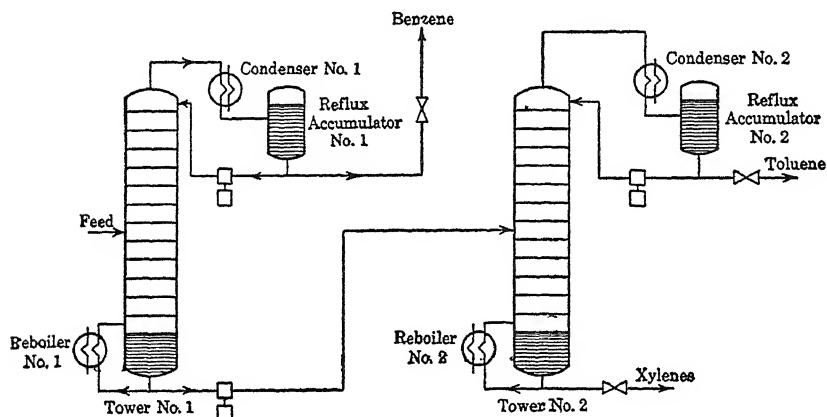 Benzene
Condenser No. 1
Reflux
Accumulator
No. 1
Feed
Reboiler
No. 1
Tower No. 1
Condenser No. 2
Reflux
Accumulator
No. 2
Toluene
Reboiler
No. 2
Xylenes
Tower No. 2